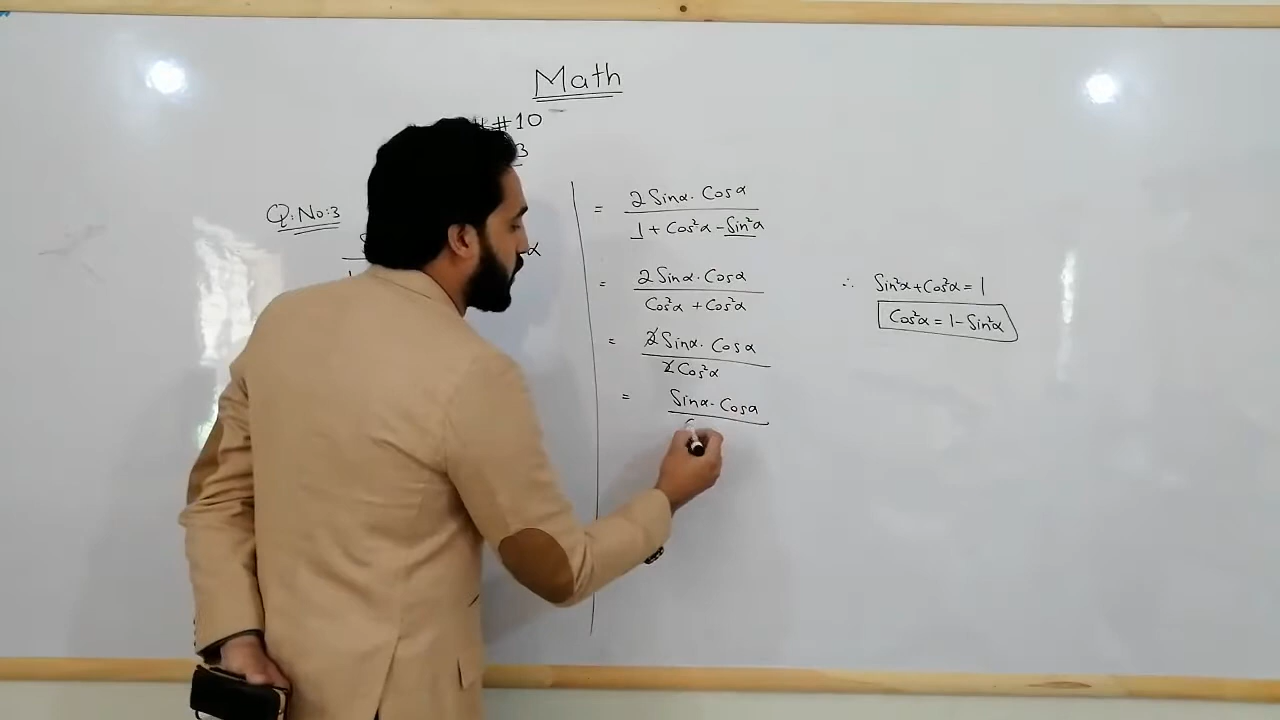 Math
#10
3
Q:No:3
α
= 2 Sinα · Cosα
1 + Cos²α - Sin²α
= 2 Sinα · Cosα
Cos²α + Cos²α
= 2 Sinα · Cosα
2 Cos²α
= Sinα · Cosα
∴ Sin²α + Cos²α = 1
Cos²α = 1 - Sin²α